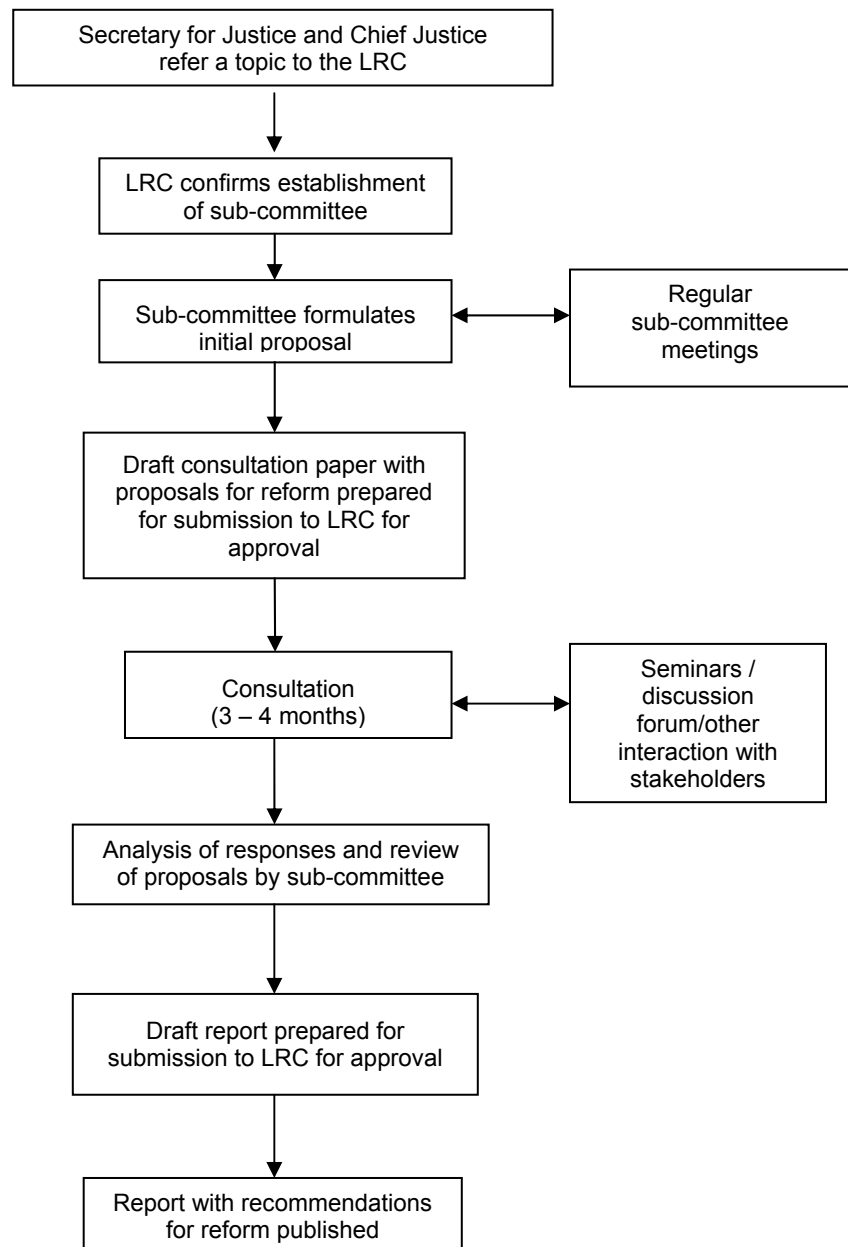 Secretary for Justice and Chief Justice
refer a topic to the LRC
LRC confirms establishment
of sub-committee
Sub-committee formulates
initial proposal
Regular
sub-committee
meetings
Draft consultation paper with
proposals for reform prepared
for submission to LRC for
approval
Consultation
(3 – 4 months)
Seminars /
discussion
forum/other
interaction with
stakeholders
Analysis of responses and review
of proposals by sub-committee
Draft report prepared for
submission to LRC for approval
Report with recommendations
for reform published